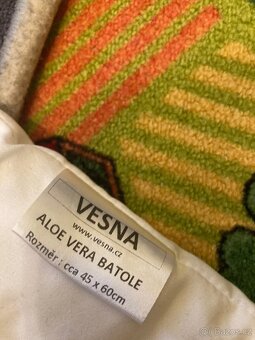 VESNA
www.vesna.cz
ALOE VERA BATOLE
Rozměr : cca 45 x 60cm